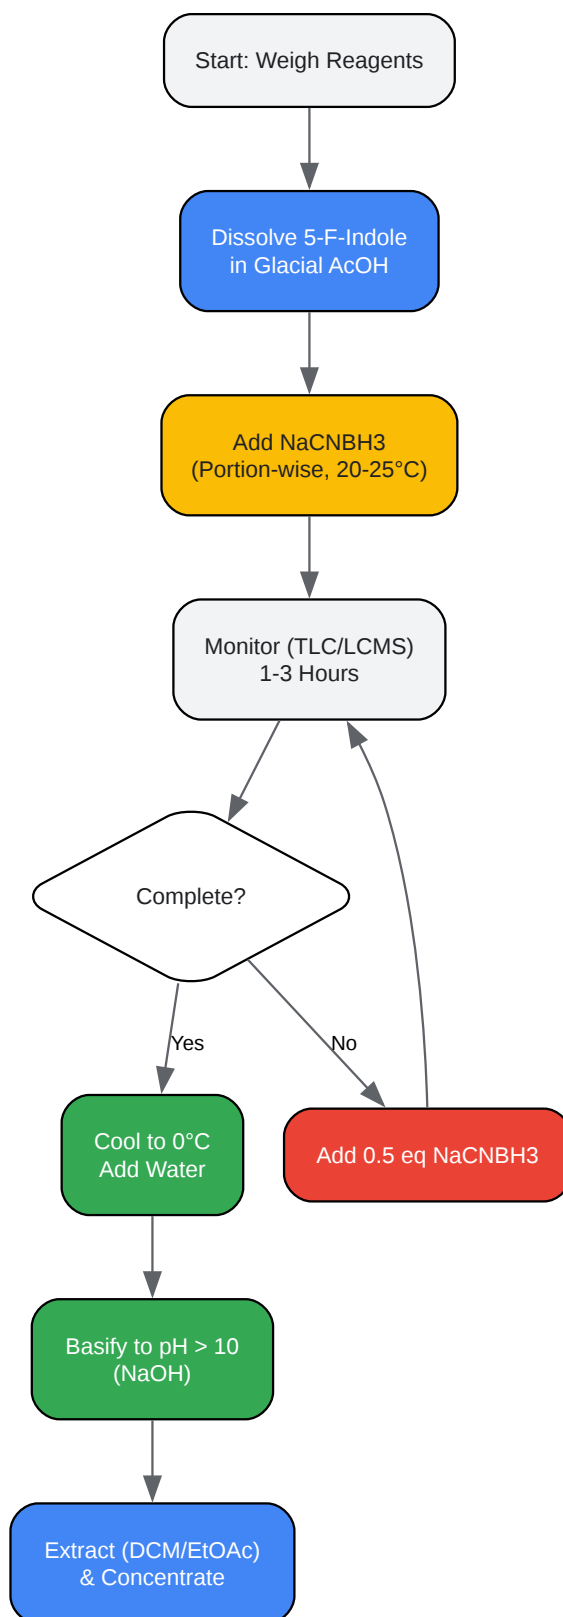 Start: Weigh Reagents
Dissolve 5-F-Indole
in Glacial AcOH
Add NaCNBH3
(Portion-wise, 20-25°C)
Monitor (TLC/LCMS)
1-3 Hours
Complete?
Yes
No
Cool to 0°C
Add Water
Add 0.5 eq NaCNBH3
Basify to pH > 10
(NaOH)
Extract (DCM/EtOAc)
& Concentrate